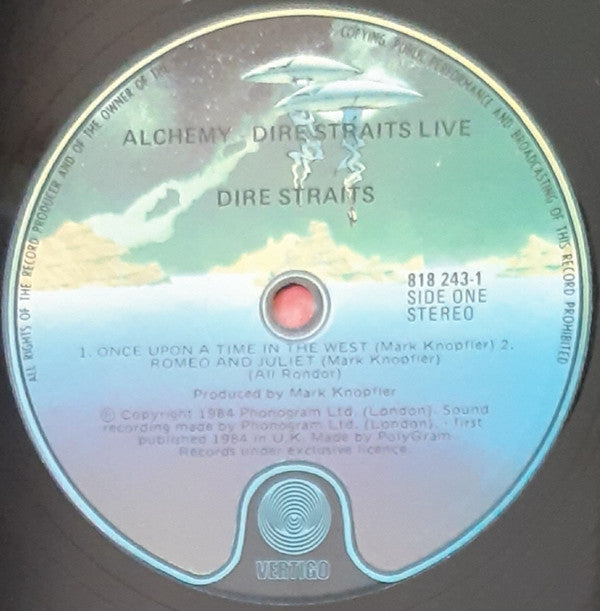 ALL RIGHTS OF THE RECORD PRODUCER AND OF THE OWNER OF THE
COPYING, PUBLIC PERFORMANCE AND BROADCASTING OF THIS RECORD PROHIBITED
ALCHEMY - DIRE STRAITS LIVE
DIRE STRAITS
818 243-1
SIDE ONE
STEREO
1. ONCE UPON A TIME IN THE WEST (Mark Knopfler) 2.
ROMEO AND JULIET (Mark Knopfler)
(All Rondor)
Produced by Mark Knopfler
Ⓟ Copyright 1984 Phonogram Ltd. (London). Sound
recording made by Phonogram Ltd. (London). - first
published 1984 in U.K. Made by PolyGram
Records under exclusive licence.
VERTIGO